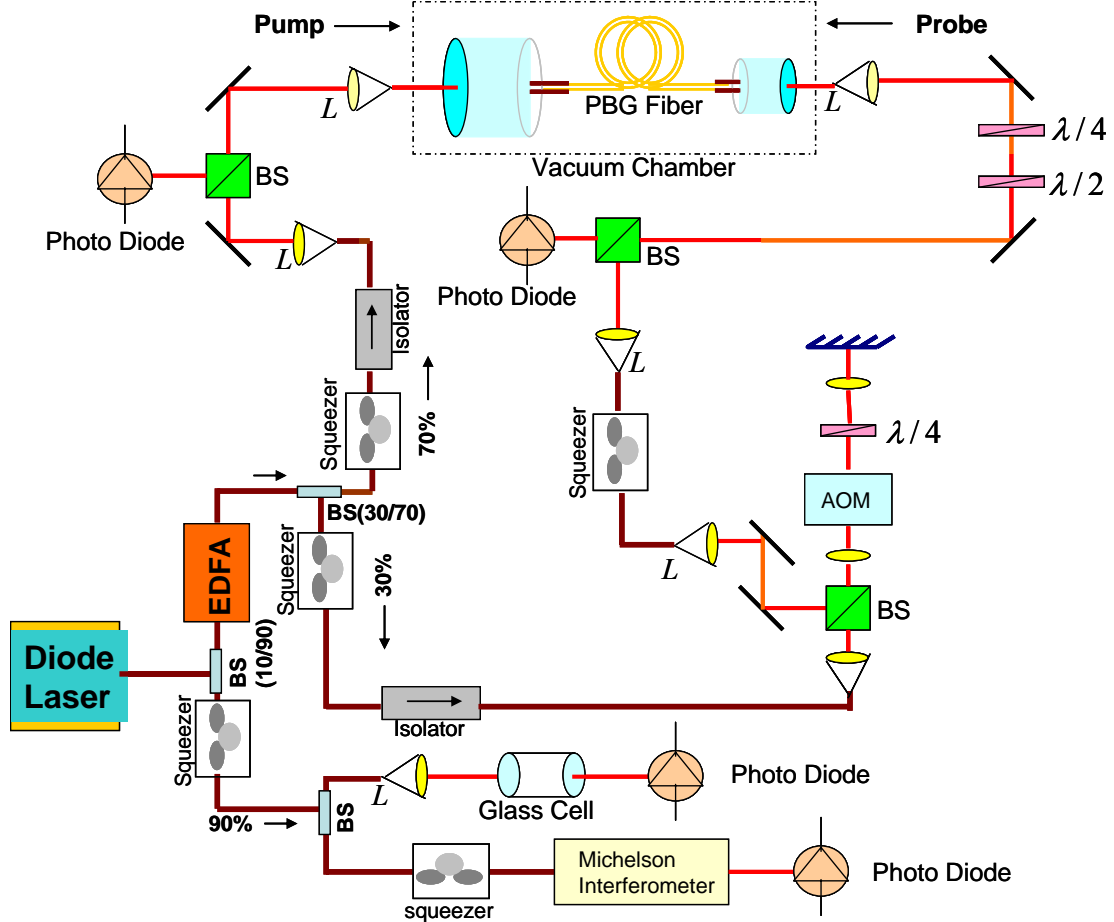 Pump
Probe
L
PBG Fiber
L
Vacuum Chamber
λ/4
λ/2
BS
Photo Diode
L
BS
Photo Diode
Isolator
L
Squeezer
70%
Squeezer
λ/4
AOM
BS(30/70)
EDFA
Squeezer
30%
L
BS
Diode
Laser
BS
(10/90)
Squeezer
Isolator
L
Glass Cell
Photo Diode
90%
BS
squeezer
Michelson
Interferometer
Photo Diode